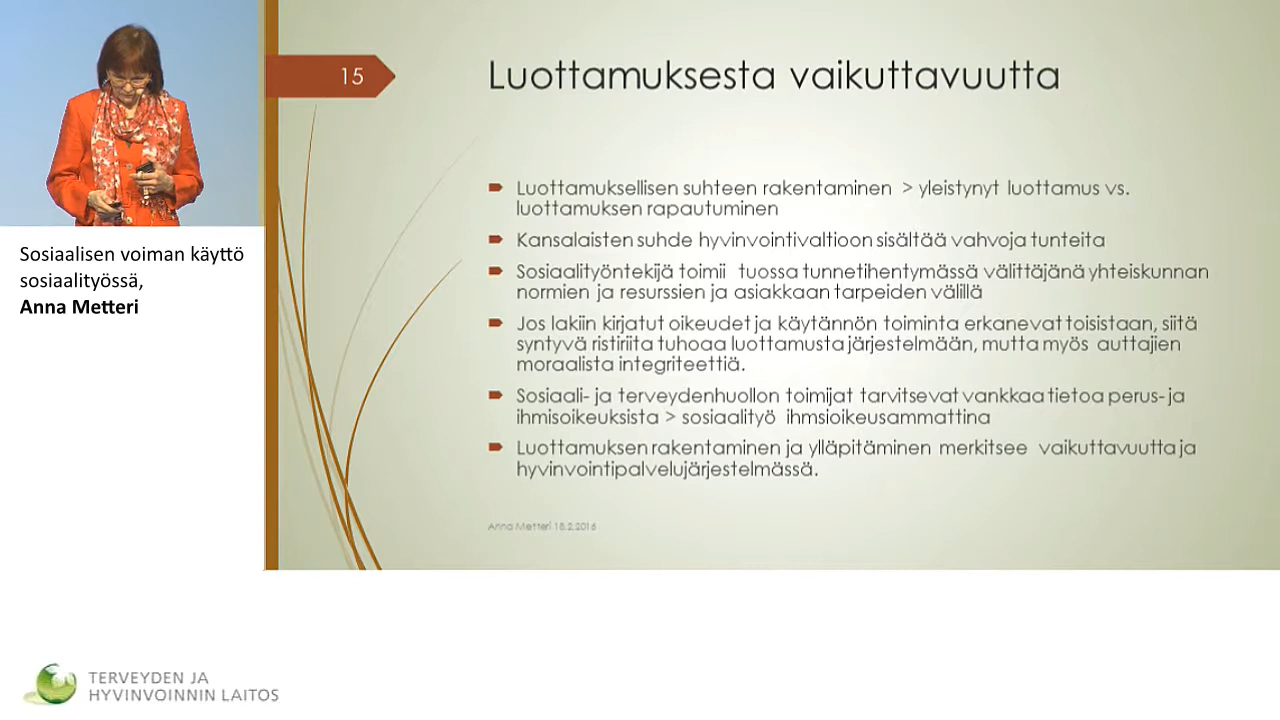 15
Luottamuksesta vaikuttavuutta
Luottamuksellisen suhteen rakentaminen > yleistynyt luottamus vs.
luottamuksen rapautuminen
Kansalaisten suhde hyvinvointivaltioon sisältää vahvoja tunteita
Sosiaalityöntekijä toimii tuossa tunnetihentymässä välittäjänä yhteiskunnan
normien ja resurssien ja asiakkaan tarpeiden välillä
Jos lakiin kirjatut oikeudet ja käytännön toiminta erkanevat toisistaan, siitä
syntyvä ristiriita tuhoaa luottamusta järjestelmään, mutta myös auttajien
moraalista integriteettiä.
Sosiaali- ja terveydenhuollon toimijat tarvitsevat vankkaa tietoa perus- ja
ihmisoikeuksista > sosiaalityö ihmsioikeusammattina
Luottamuksen rakentaminen ja ylläpitäminen merkitsee vaikuttavuutta ja
hyvinvointipalvelujärjestelmässä.
Anna Metteri 18.2.2016
Sosiaalisen voiman käyttö
sosiaalityössä,
Anna Metteri
TERVEYDEN JA
HYVINVOINNIN LAITOS